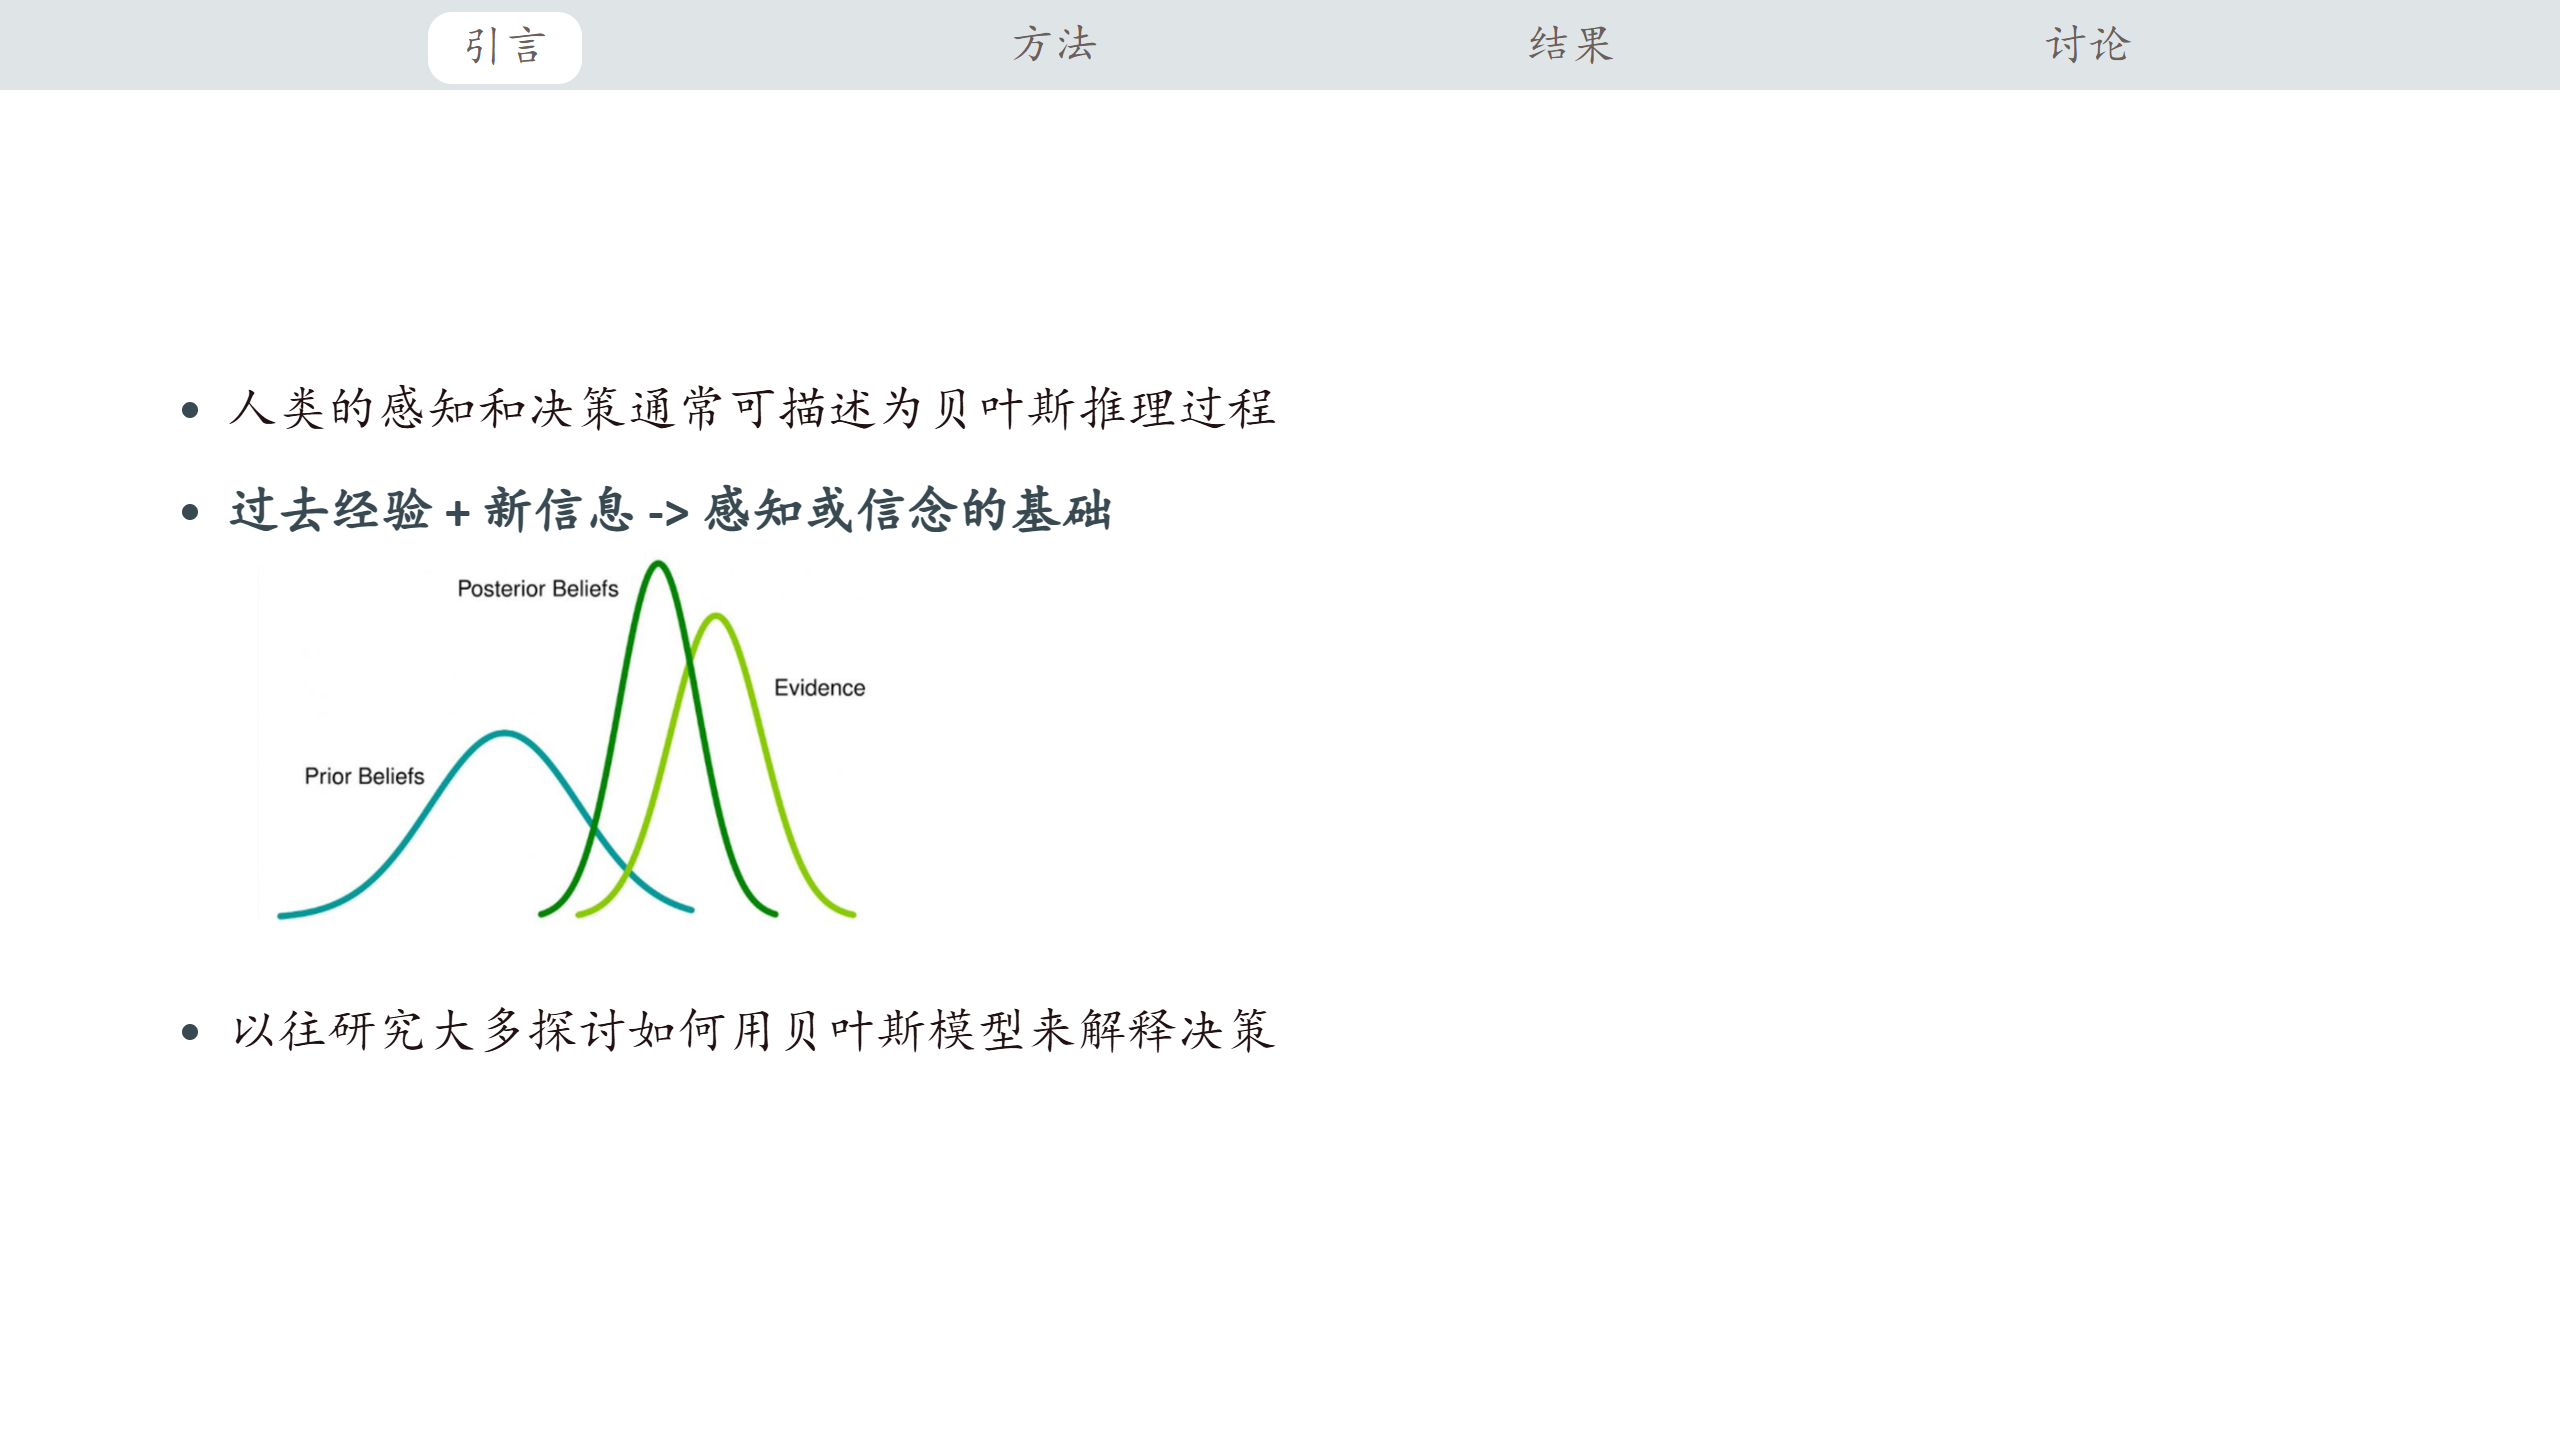 引言 方法 结果 讨论
人类的感知和决策通常可描述为贝叶斯推理过程
过去经验 + 新信息 -> 感知或信念的基础
Posterior Beliefs
Evidence
Prior Beliefs
以往研究大多探讨如何用贝叶斯模型来解释决策